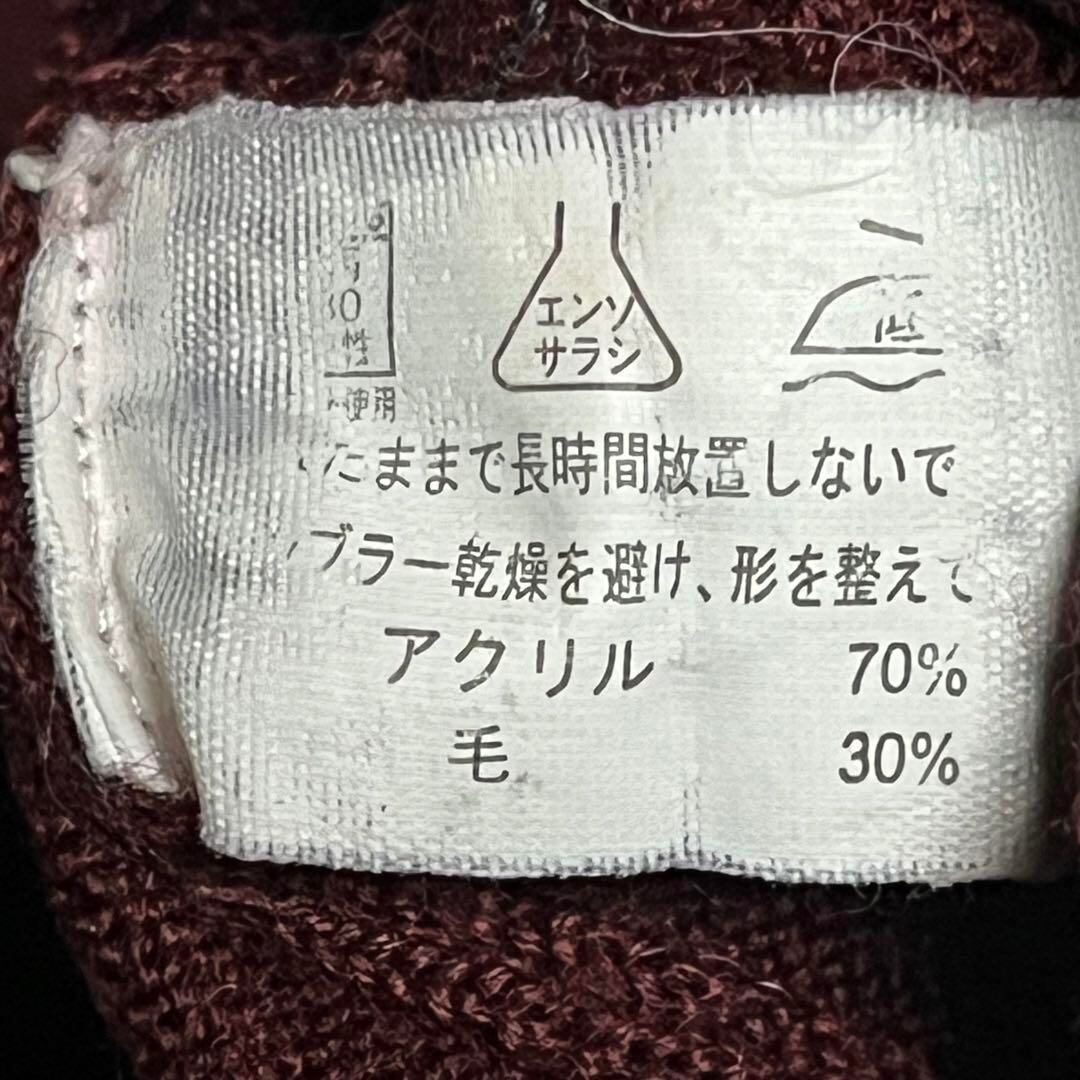 エンソ
サラシ
使用
たままで長時間放置しないで
ブラー乾燥を避け、形を整えて
アクリル 70%
毛 30%